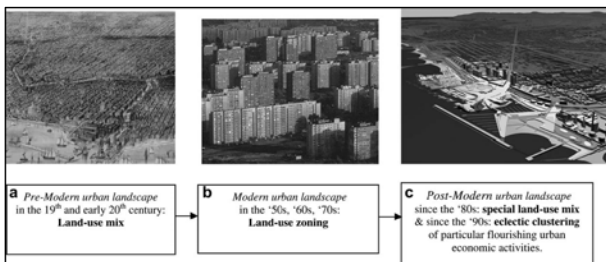 a Pre-Modern urban landscape
in the 19th and early 20th century:
Land-use mix
b Modern urban landscape
in the '50s, '60s, '70s:
Land-use zoning
c Post-Modern urban landscape
since the '80s: special land-use mix
& since the '90s: eclectic clustering
of particular flourishing urban
economic activities.